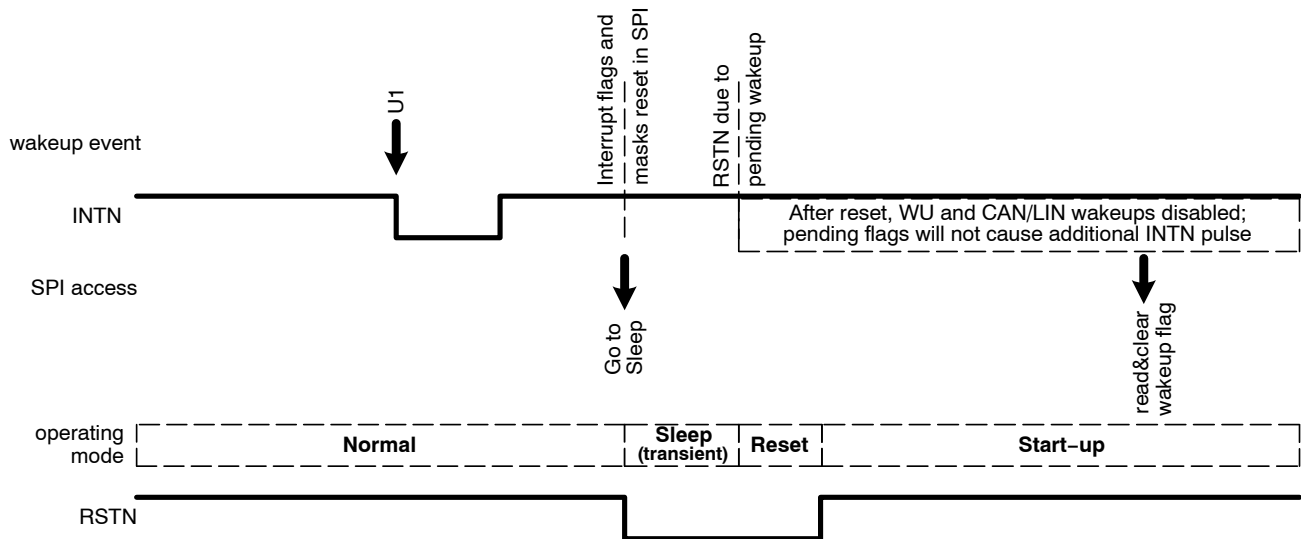 Interrupt flags and
masks reset in SPI
RSTN due to
pending wakeup
U1
wakeup event
INTN
After reset, WU and CAN/LIN wakeups disabled;
pending flags will not cause additional INTN pulse
SPI access
Go to
Sleep
read&clear
wakeup flag
operating
mode
Normal
Sleep
(transient)
Reset
Start−up
RSTN